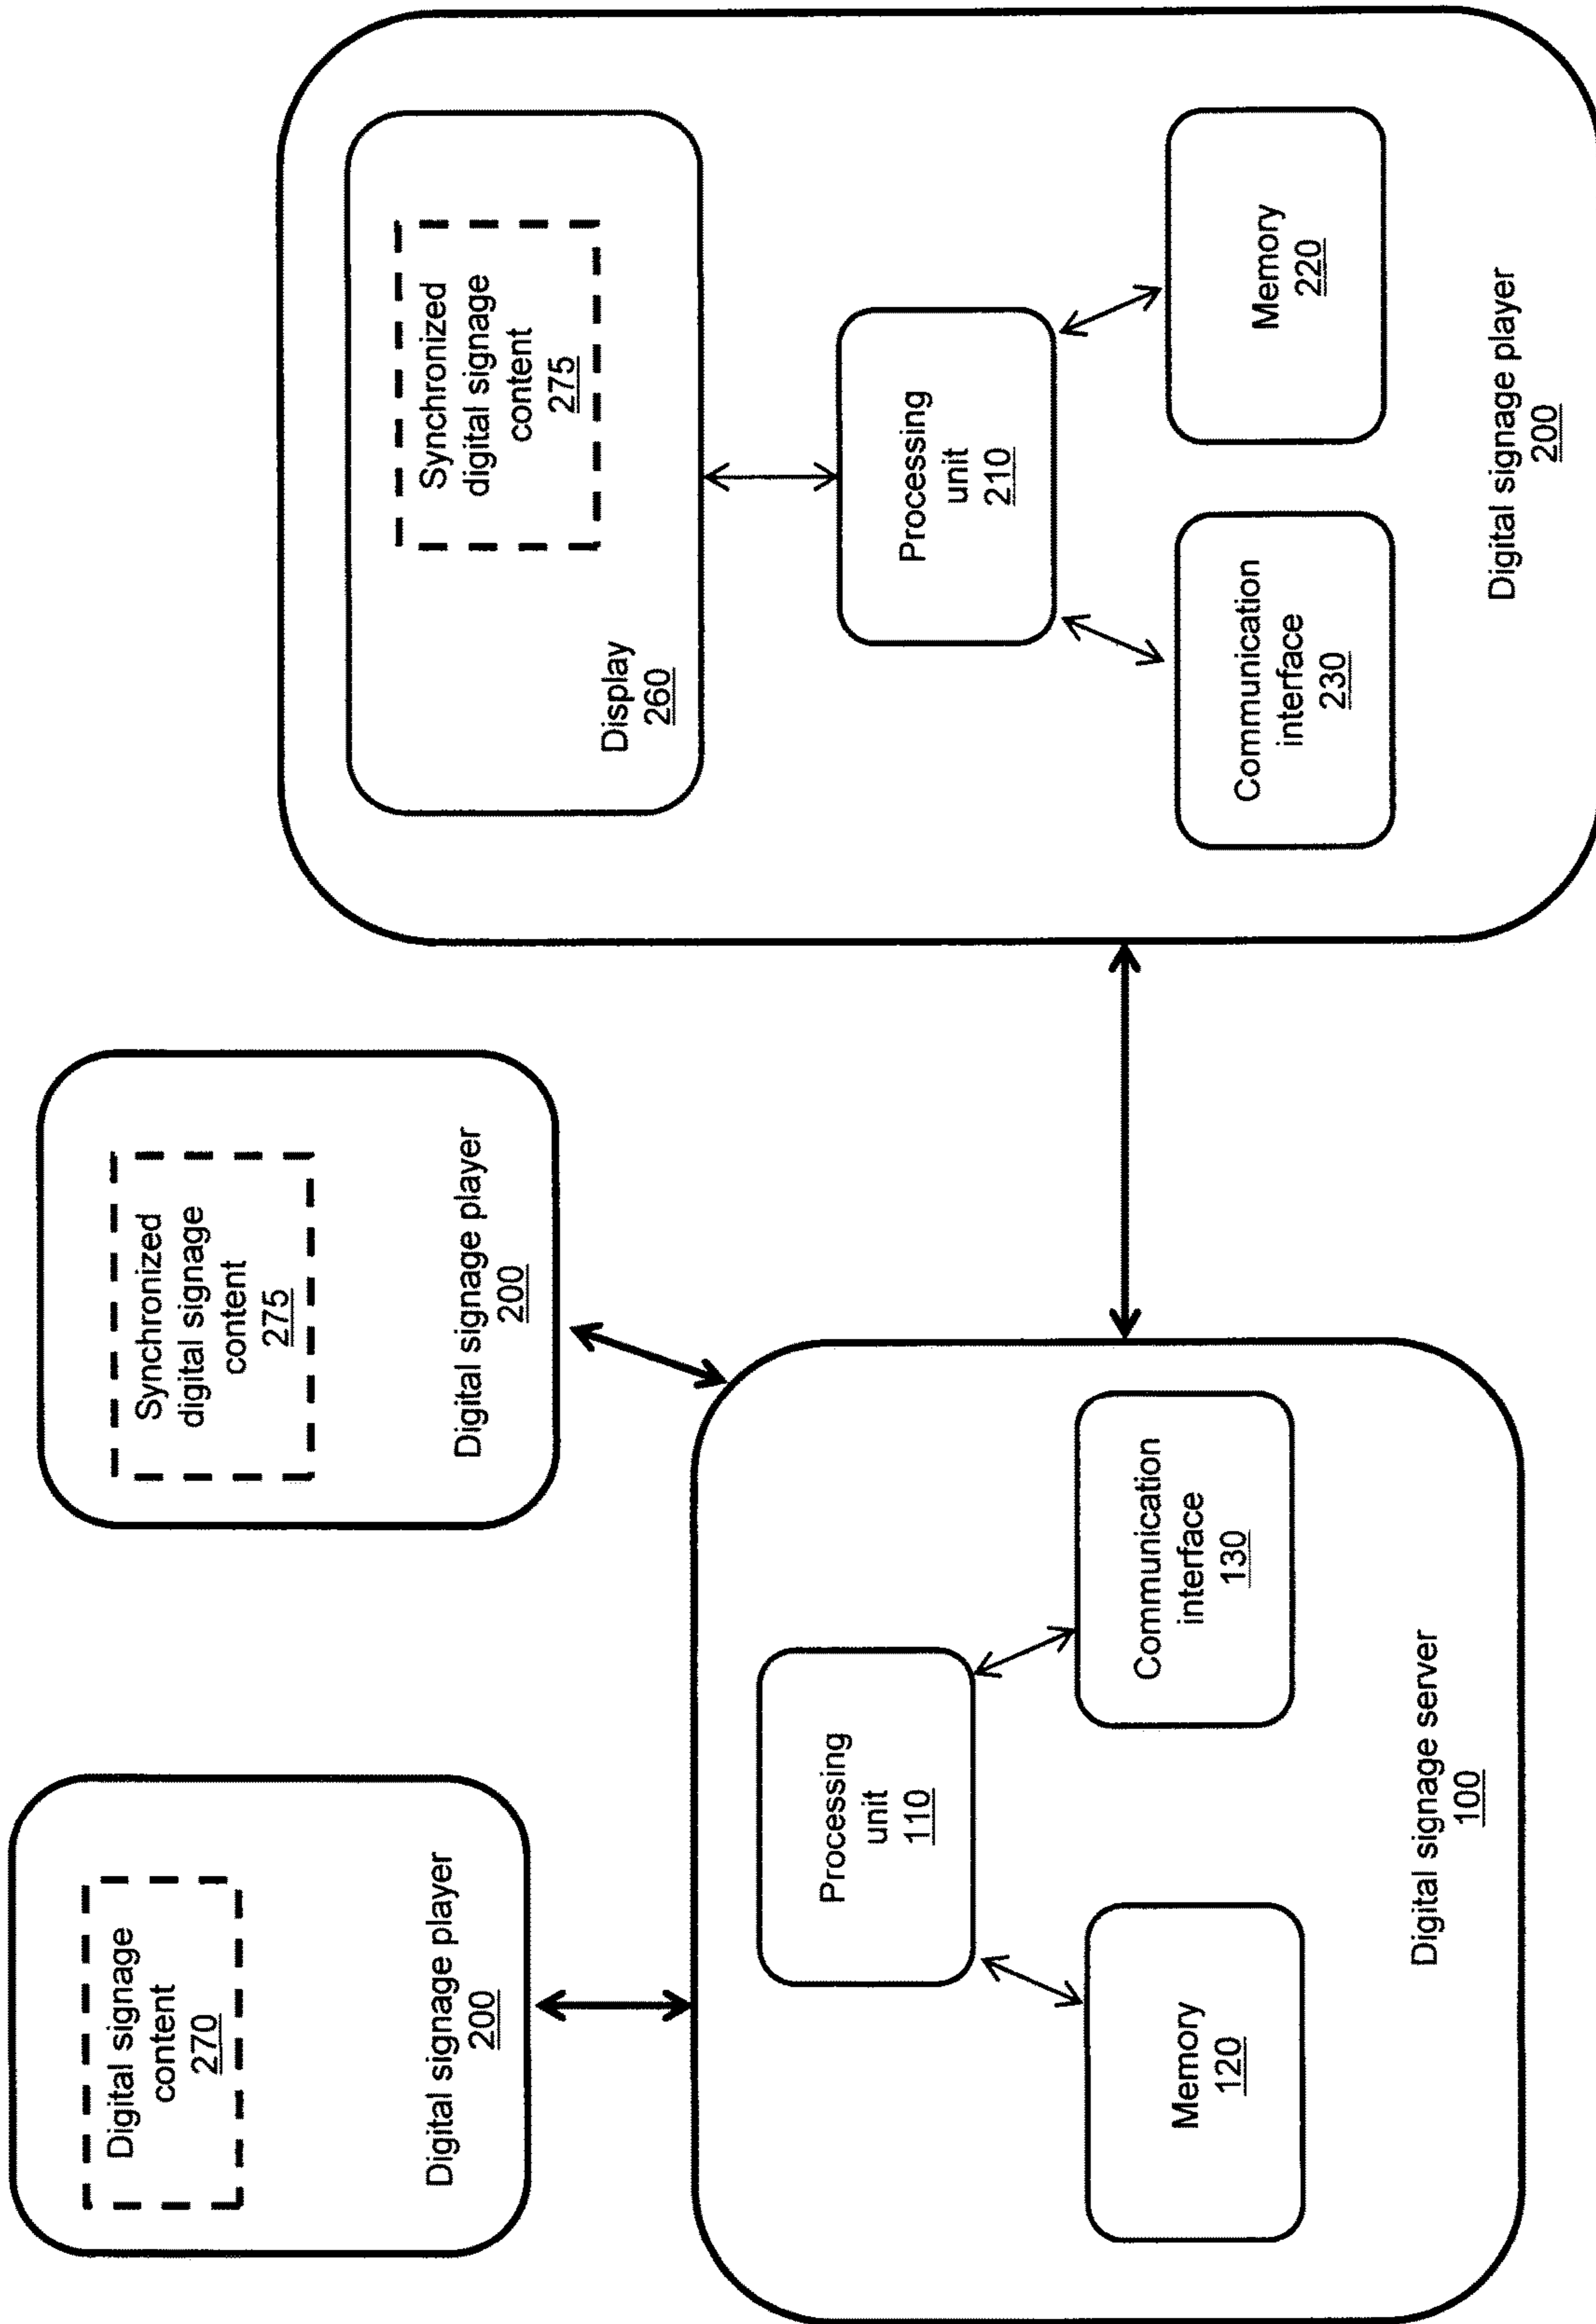 Digital signage
content
270
Digital signage player
200
Synchronized
digital signage
content
275
Digital signage player
200
Processing
unit
110
Memory
120
Communication
interface
130
Digital signage server
100
Synchronized
digital signage
content
275
Display
260
Processing
unit
210
Communication
interface
230
Memory
220
Digital signage player
200